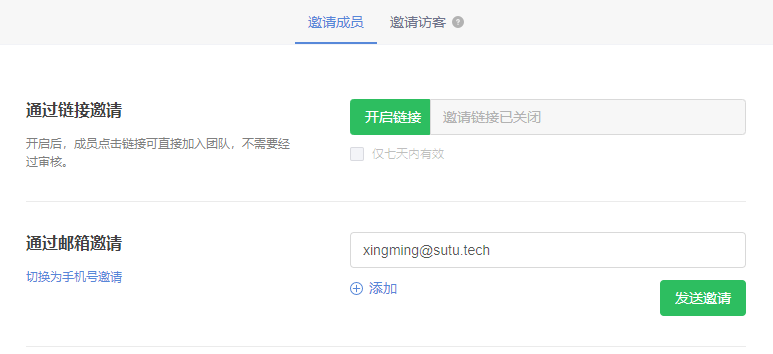 邀请成员 邀请访客 ?
通过链接邀请
开启链接 邀请链接已关闭
开启后，成员点击链接可直接加入团队，不需要经
过审核。
仅七天内有效
通过邮箱邀请
xingming@sutu.tech
切换为手机号邀请
添加
发送邀请